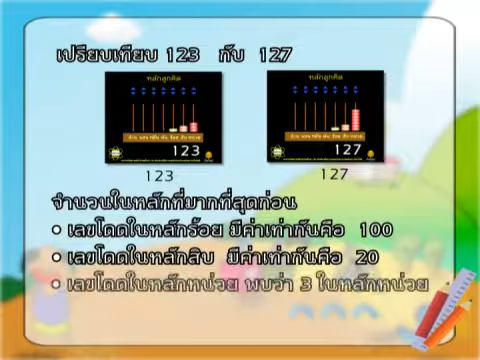 เปรียบเทียบ 123 กับ 127
หลักลูกคิด
หลักลูกคิด
123
127
123
127
จำนวนในหลักที่มากที่สุดก่อน
• เลขโดดในหลักร้อย มีค่าเท่ากันคือ 100
• เลขโดดในหลักสิบ มีค่าเท่ากันคือ 20
• เลขโดดในหลักหน่วย พบว่า 3 ในหลักหน่วย